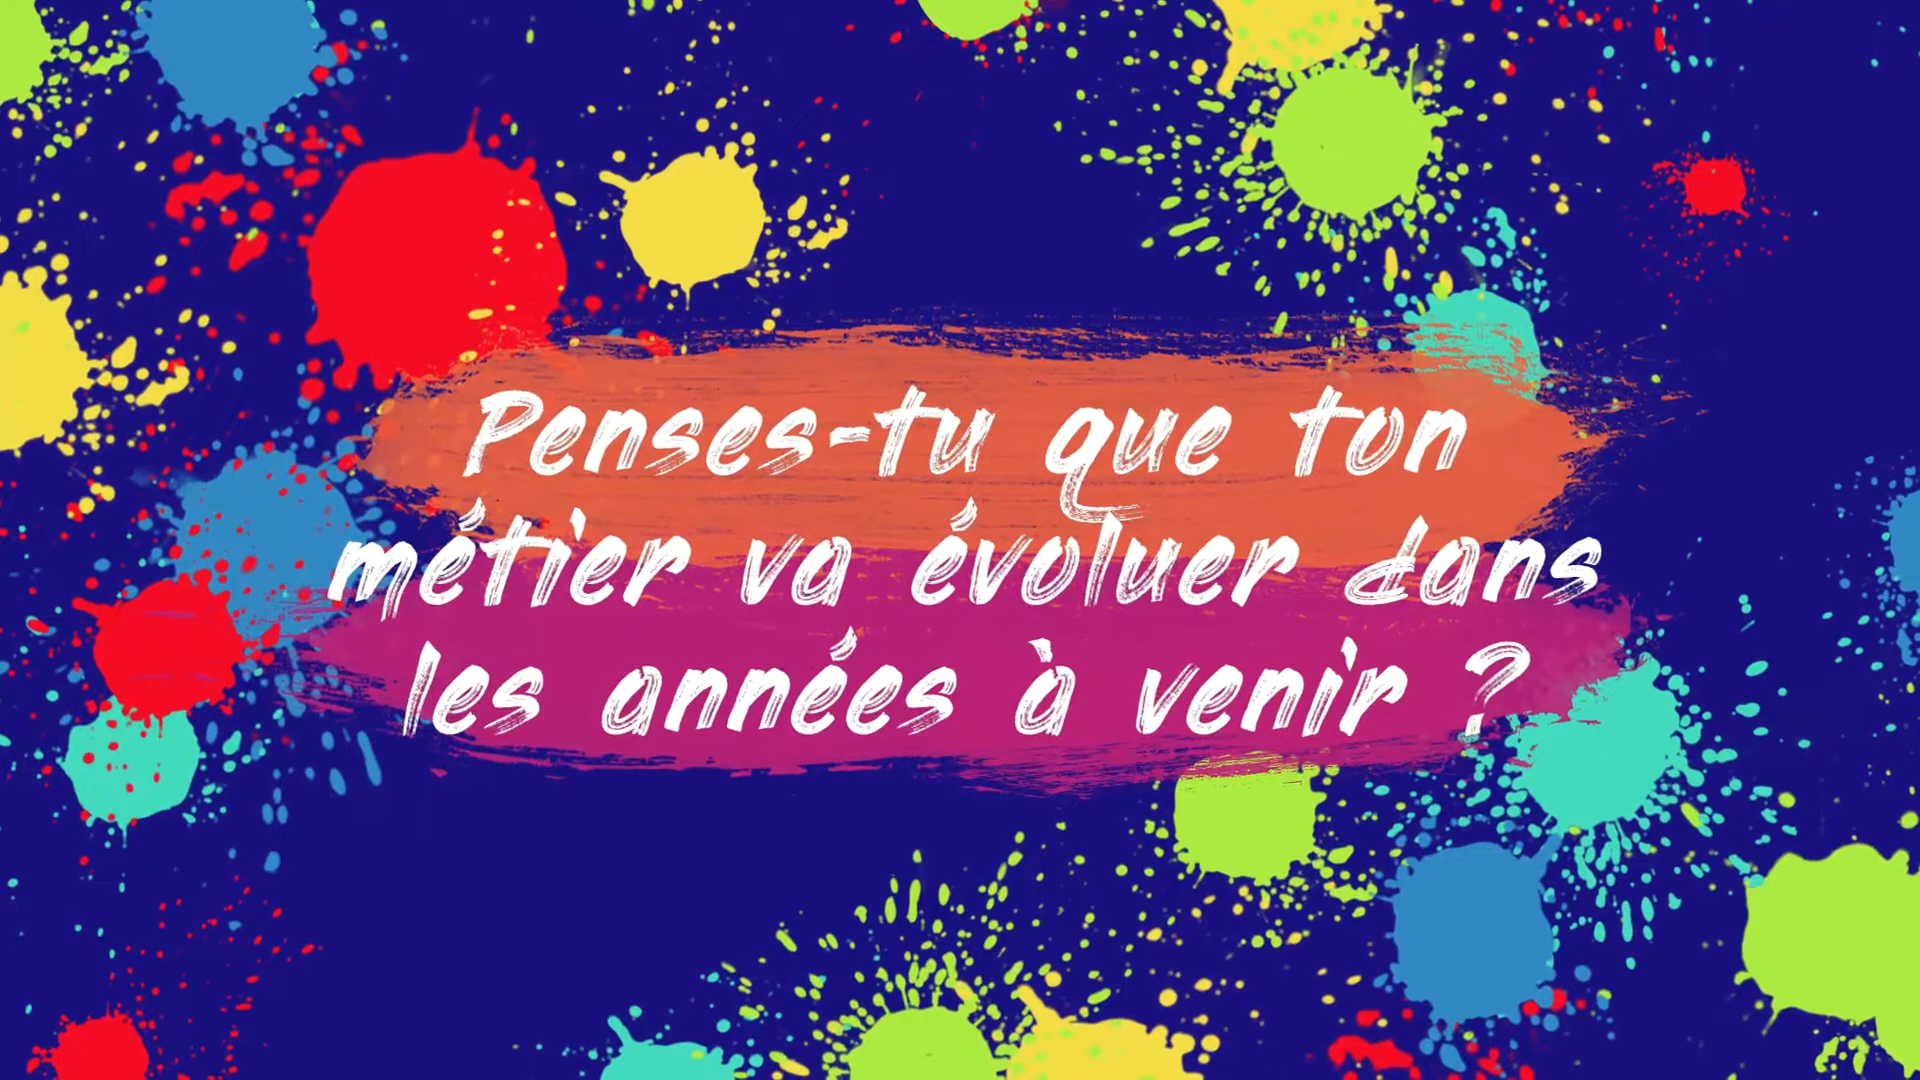 Penses-tu que ton
métier va évoluer dans
les années à venir ?